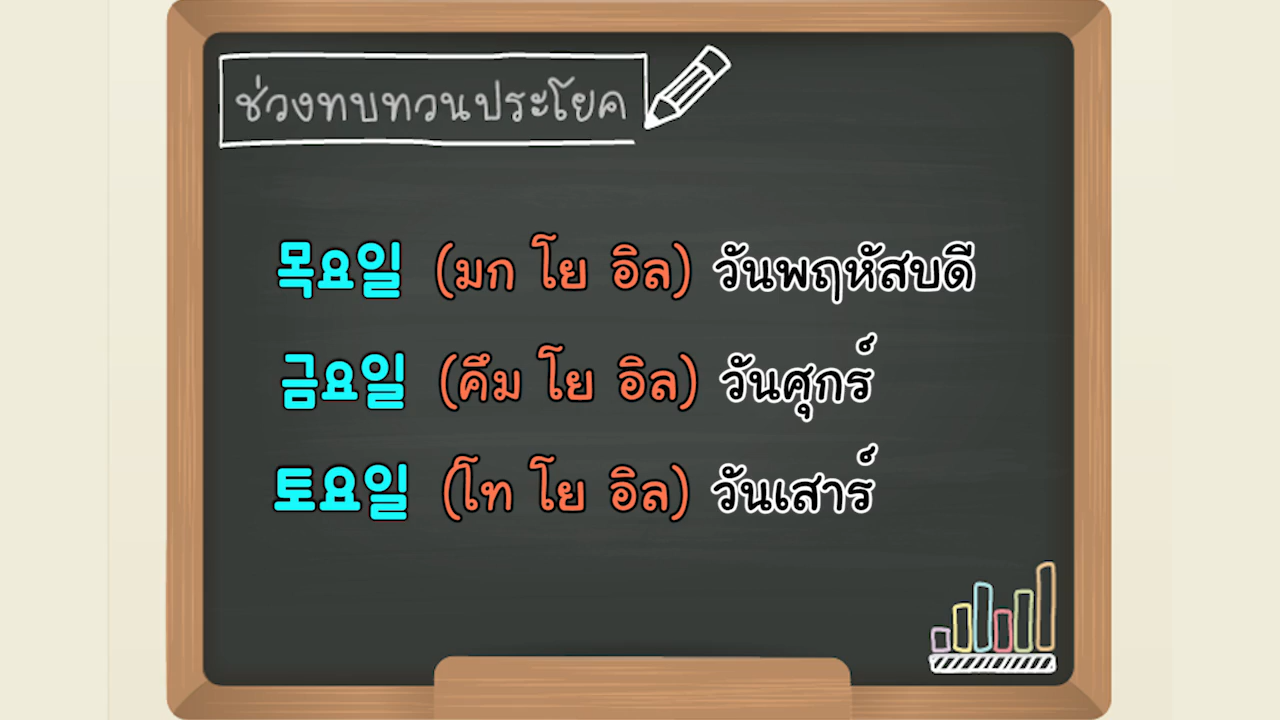 ช่วงทบทวนประโยค
목요일 (มก โย อิล) วันพฤหัสบดี
금요일 (คึม โย อิล) วันศุกร์
토요일 (โท โย อิล) วันเสาร์